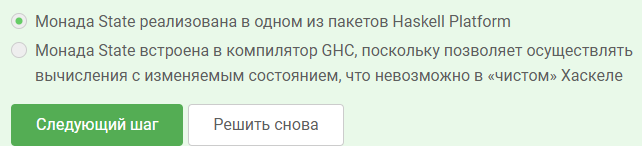 Монада State реализована в одном из пакетов Haskell Platform
Монада State встроена в компилятор GHC, поскольку позволяет осуществлять
вычисления с изменяемым состоянием, что невозможно в «чистом» Хаскеле
Следующий шаг
Решить снова